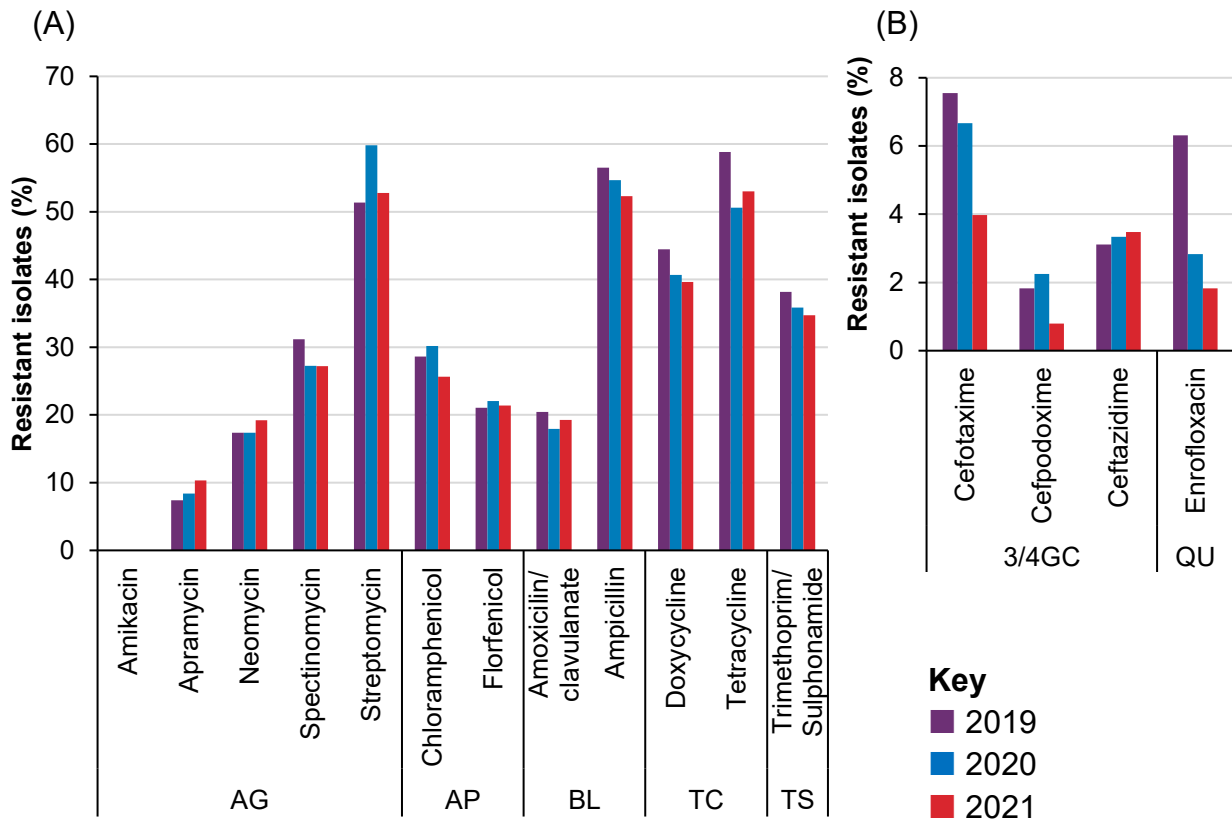 (A)
Resistant isolates (%)
70
60
50
40
30
20
10
0
Amikacin
Apramycin
Neomycin
Spectinomycin
Streptomycin
Chloramphenicol
Florfenicol
Amoxicilin/
clavulanate
Ampicillin
Doxycycline
Tetracycline
Trimethoprim/
Sulphonamide
AG
AP
BL
TC
TS
(B)
Resistant isolates (%)
8
6
4
2
0
Cefotaxime
Cefpodoxime
Ceftazidime
Enrofloxacin
3/4GC
QU
Key
2019
2020
2021